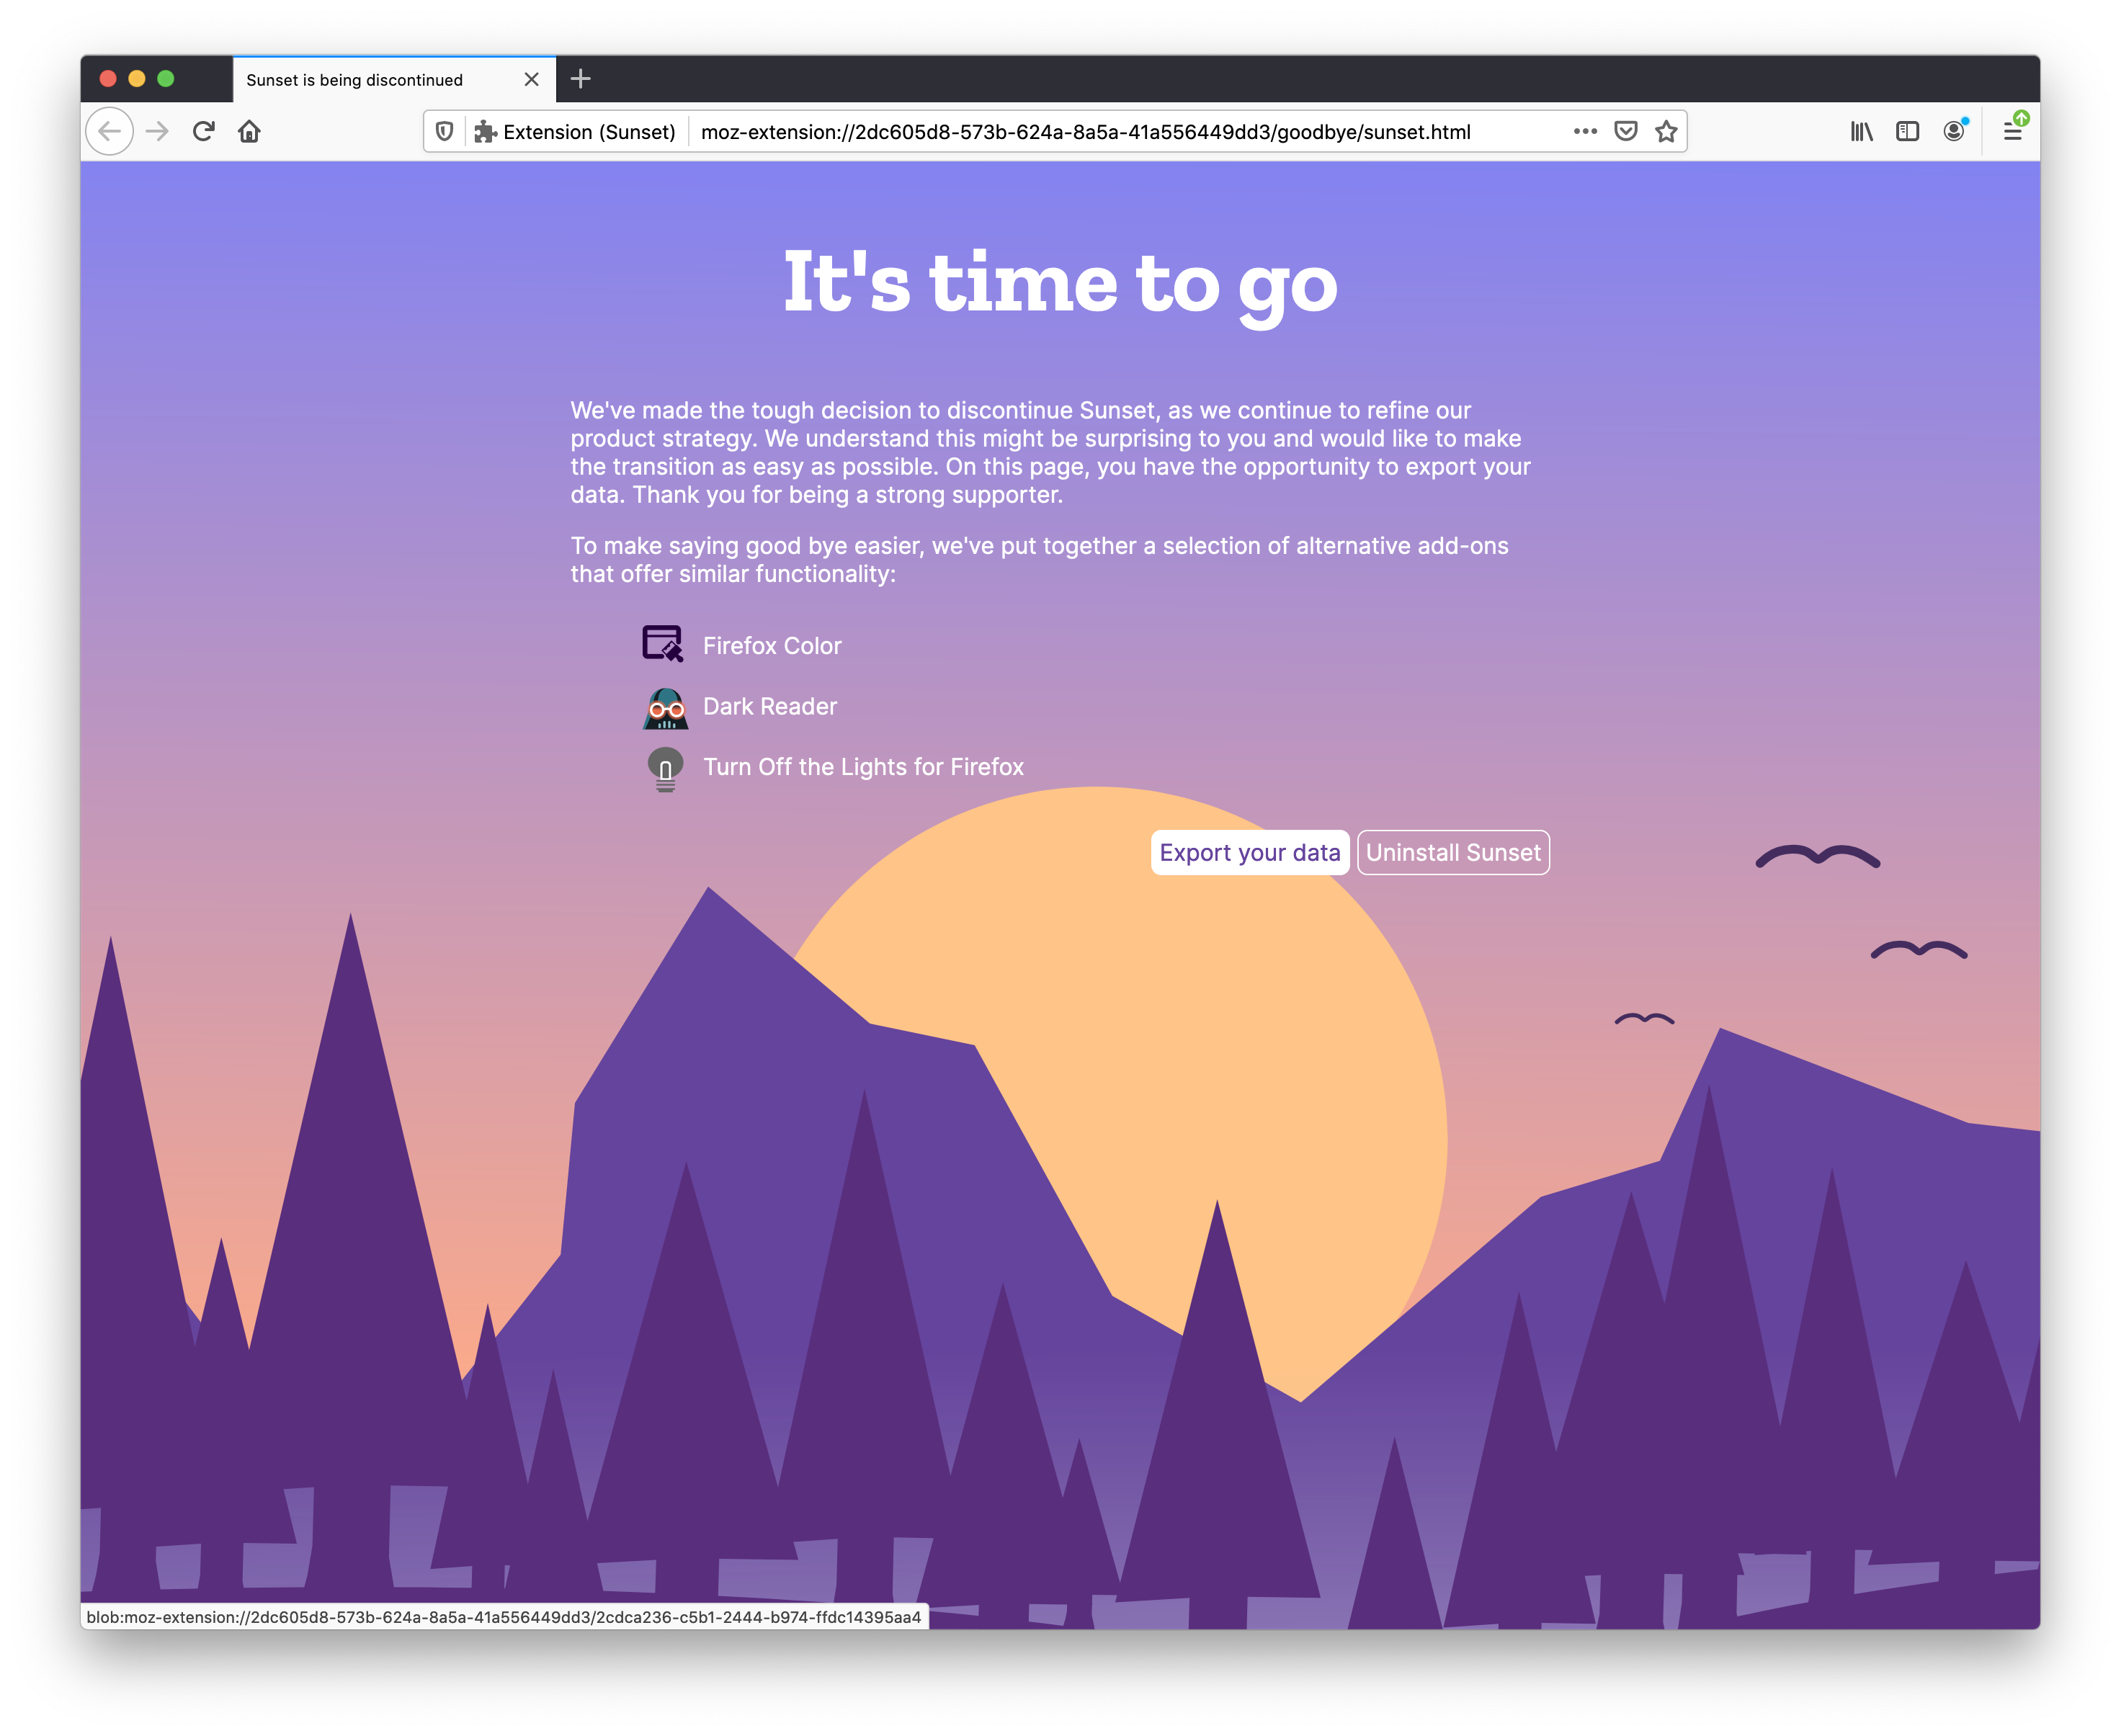 Sunset is being discontinued
Extension (Sunset) moz-extension://2dc605d8-573b-624a-8a5a-41a556449dd3/goodbye/sunset.html
It's time to go
We've made the tough decision to discontinue Sunset, as we continue to refine our
product strategy. We understand this might be surprising to you and would like to make
the transition as easy as possible. On this page, you have the opportunity to export your
data. Thank you for being a strong supporter.
To make saying good bye easier, we've put together a selection of alternative add-ons
that offer similar functionality:
Firefox Color
Dark Reader
Turn Off the Lights for Firefox
Export your data Uninstall Sunset
blob:moz-extension://2dc605d8-573b-624a-8a5a-41a556449dd3/2cdca236-c5b1-2444-b974-ffdc14395aa4